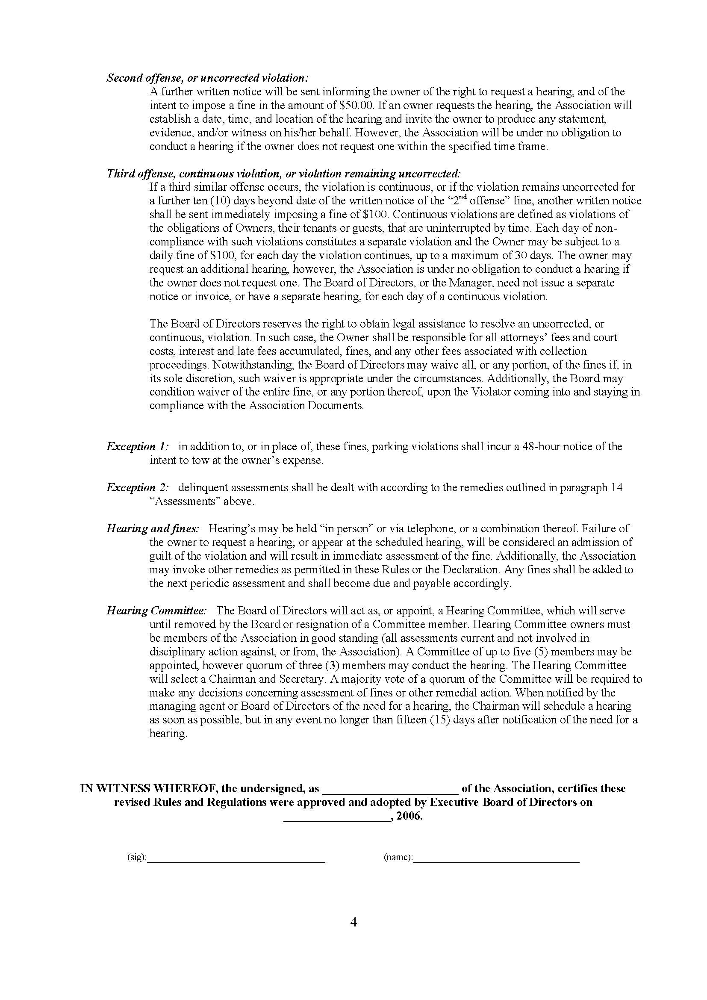 Second offense, or uncorrected violation:
A further written notice will be sent informing the owner of the right to request a hearing, and of the
intent to impose a fine in the amount of $50.00. If an owner requests the hearing, the Association will
establish a date, time, and location of the hearing and invite the owner to produce any statement,
evidence, and/or witness on his/her behalf. However, the Association will be under no obligation to
conduct a hearing if the owner does not request one within the specified time frame.
Third offense, continuous violation, or violation remaining uncorrected:
If a third similar offense occurs, the violation is continuous, or if the violation remains uncorrected for
a further ten (10) days beyond date of the written notice of the “2nd offense” fine, another written notice
shall be sent immediately imposing a fine of $100. Continuous violations are defined as violations of
the obligations of Owners, their tenants or guests, that are uninterrupted by time. Each day of non-
compliance with such violations constitutes a separate violation and the Owner may be subject to a
daily fine of $100, for each day the violation continues, up to a maximum of 30 days. The owner may
request an additional hearing, however, the Association is under no obligation to conduct a hearing if
the owner does not request one. The Board of Directors, or the Manager, need not issue a separate
notice or invoice, or have a separate hearing, for each day of a continuous violation.
The Board of Directors reserves the right to obtain legal assistance to resolve an uncorrected, or
continuous, violation. In such case, the Owner shall be responsible for all attorneys’ fees and court
costs, interest and late fees accumulated, fines, and any other fees associated with collection
proceedings. Notwithstanding, the Board of Directors may waive all, or any portion, of the fines if, in
its sole discretion, such waiver is appropriate under the circumstances. Additionally, the Board may
condition waiver of the entire fine, or any portion thereof, upon the Violator coming into and staying in
compliance with the Association Documents.
Exception 1: in addition to, or in place of, these fines, parking violations shall incur a 48-hour notice of the
intent to tow at the owner’s expense.
Exception 2: delinquent assessments shall be dealt with according to the remedies outlined in paragraph 14
“Assessments” above.
Hearing and fines: Hearing’s may be held “in person” or via telephone, or a combination thereof. Failure of
the owner to request a hearing, or appear at the scheduled hearing, will be considered an admission of
guilt of the violation and will result in immediate assessment of the fine. Additionally, the Association
may invoke other remedies as permitted in these Rules or the Declaration. Any fines shall be added to
the next periodic assessment and shall become due and payable accordingly.
Hearing Committee: The Board of Directors will act as, or appoint, a Hearing Committee, which will serve
until removed by the Board or resignation of a Committee member. Hearing Committee owners must
be members of the Association in good standing (all assessments current and not involved in
disciplinary action against, or from, the Association). A Committee of up to five (5) members may be
appointed, however quorum of three (3) members may conduct the hearing. The Hearing Committee
will select a Chairman and Secretary. A majority vote of a quorum of the Committee will be required to
make any decisions concerning assessment of fines or other remedial action. When notified by the
managing agent or Board of Directors of the need for a hearing, the Chairman will schedule a hearing
as soon as possible, but in any event no longer than fifteen (15) days after notification of the need for a
hearing.
IN WITNESS WHEREOF, the undersigned, as _______________________ of the Association, certifies these
revised Rules and Regulations were approved and adopted by Executive Board of Directors on
__________________, 2006.
(sig):___________________________________ (name):_________________________________
4